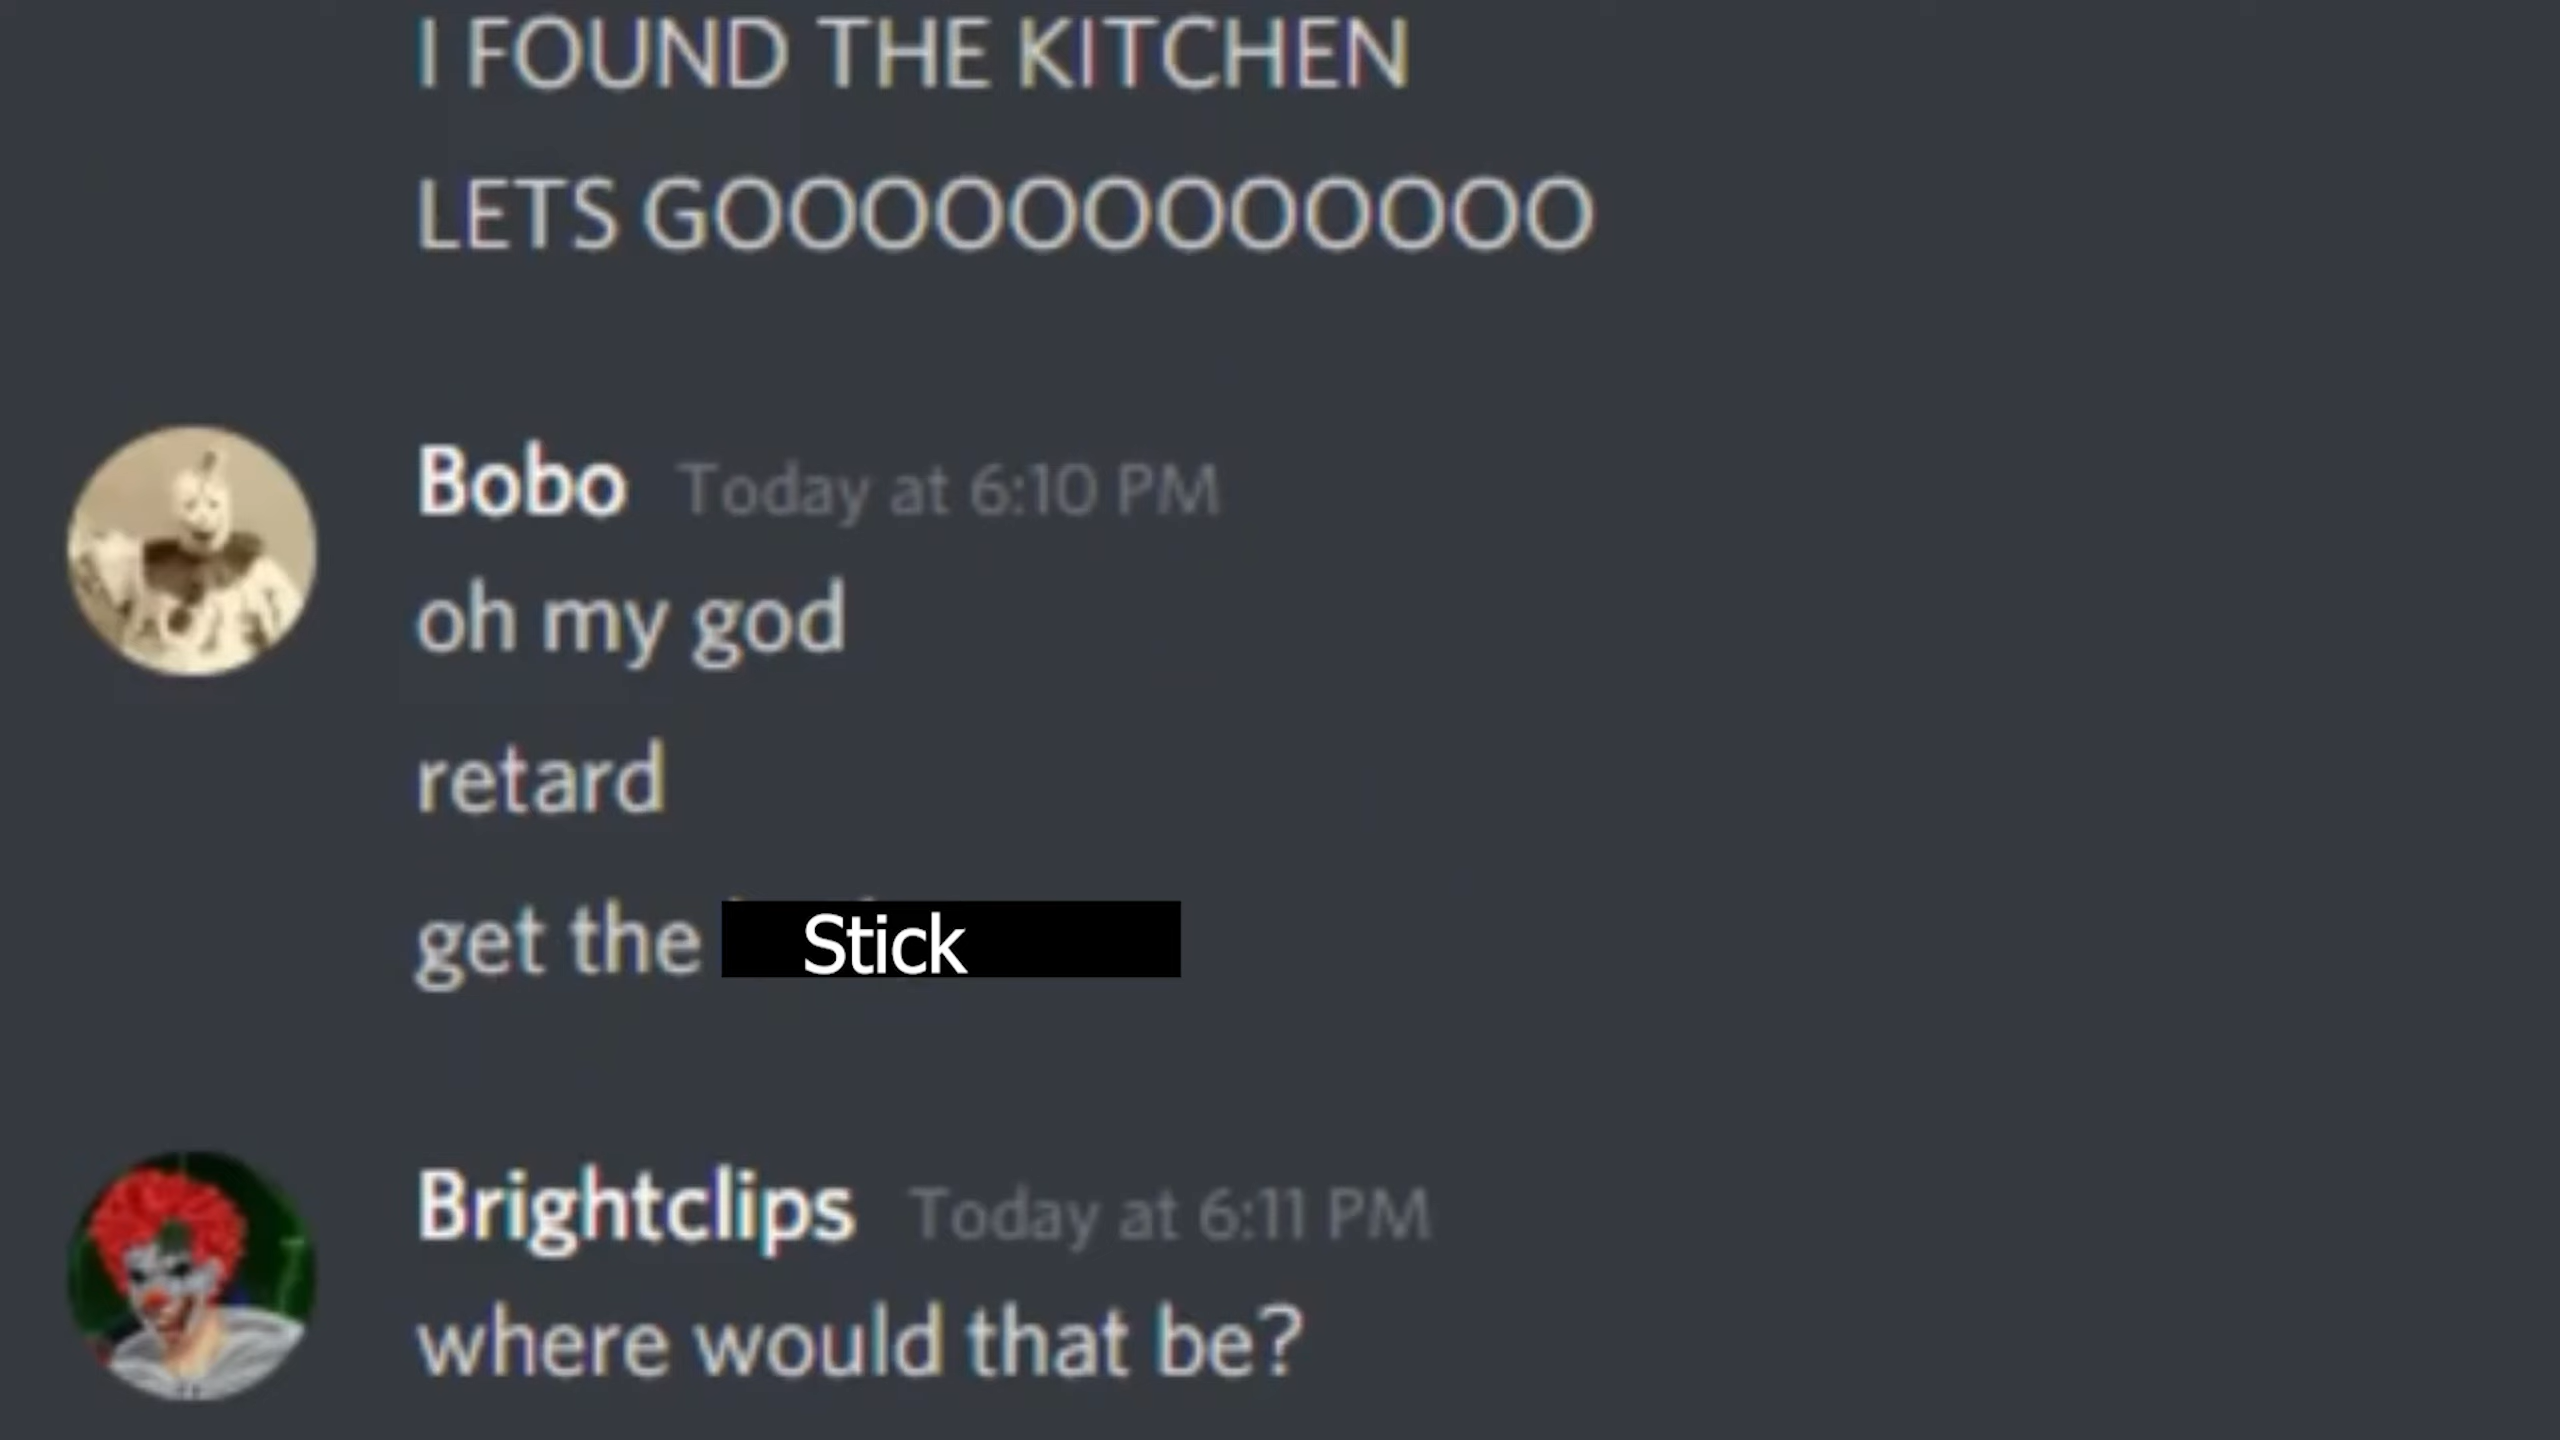 I FOUND THE KITCHEN
LETS GOOOOOOOOOOOO
Bobo Today at 6:10 PM
oh my god
retard
get the Stick
Brightclips Today at 6:11 PM
where would that be?